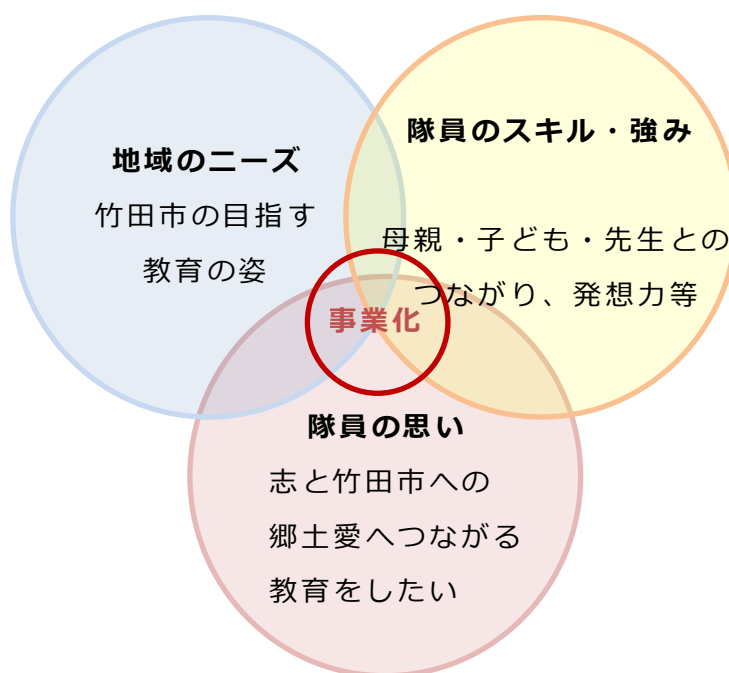 地域のニーズ
竹田市の目指す
教育の姿
隊員のスキル・強み
母親・子ども・先生との
つながり、発想力等
事業化
隊員の思い
志と竹田市への
郷土愛へつながる
教育をしたい